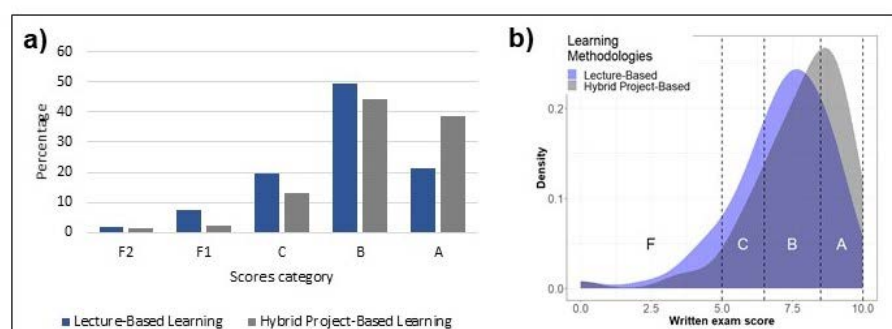 a)
60
50
40
30
20
10
0
Percentage
F2 F1 C B A
Scores category
Lecture-Based Learning Hybrid Project-Based Learning
b)
Learning
Methodologies
Lecture-Based
Hybrid Project-Based
0.2
0.1
0.0
Density
F C B A
0.0 2.5 5.0 7.5 10.0
Written exam score